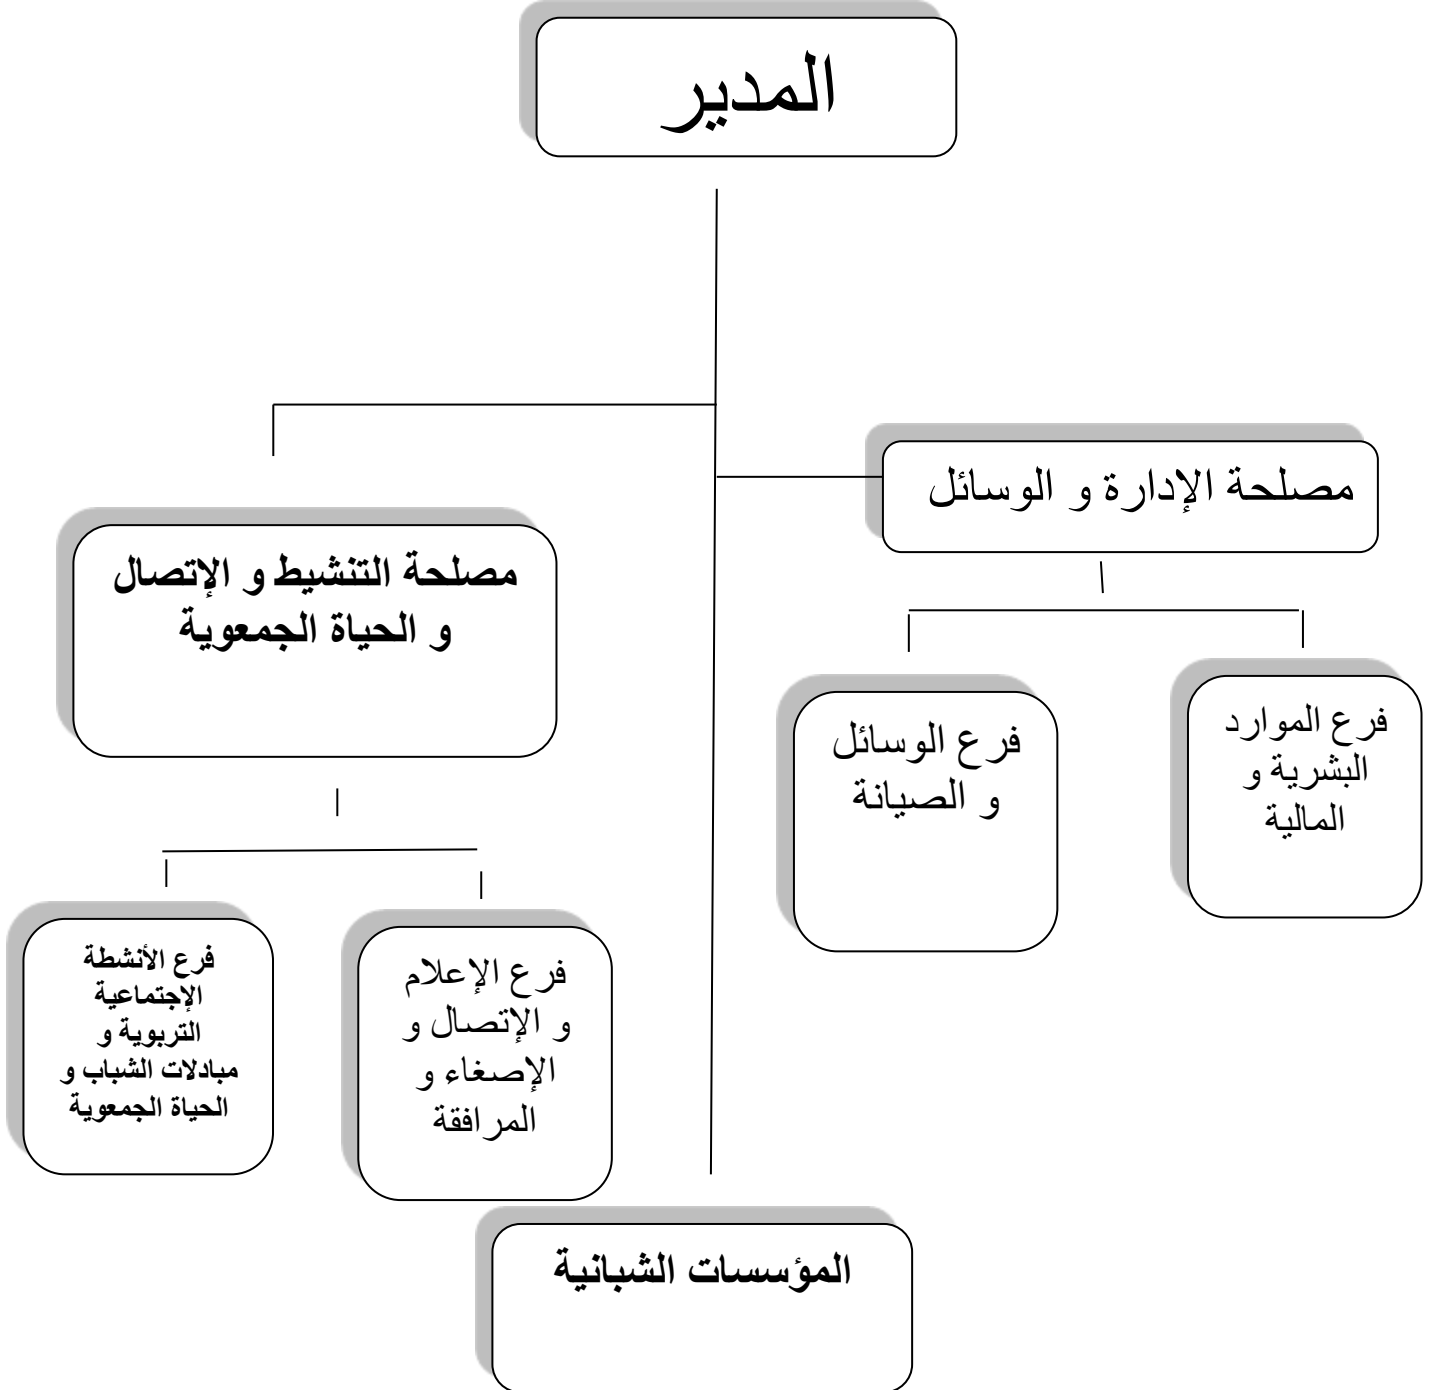 المدير
مصلحة الإدارة و الوسائل
مصلحة التنشيط و الإتصال
و الحياة الجمعوية
فرع الموارد
البشرية و
المالية
فرع الوسائل
و الصيانة
فرع الإعلام
و الإتصال و
الإصغاء و
المرافقة
فرع الأنشطة
الإجتماعية
التربوية و
مبادلات الشباب و
الحياة الجمعوية
المؤسسات الشبانية